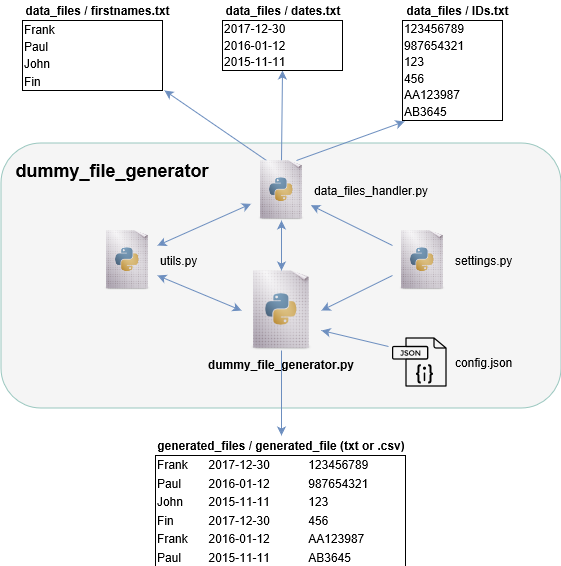 data_files / firstnames.txt
Frank
Paul
John
Fin
data_files / dates.txt
2017-12-30
2016-01-12
2015-11-11
data_files / IDs.txt
123456789
987654321
123
456
AA123987
AB3645
dummy_file_generator
data_files_handler.py
utils.py
settings.py
dummy_file_generator.py
JSON
{i}
config.json
generated_files / generated_file (txt or .csv)
Frank 2017-12-30 123456789
Paul 2016-01-12 987654321
John 2015-11-11 123
Fin 2017-12-30 456
Frank 2016-01-12 AA123987
Paul 2015-11-11 AB3645